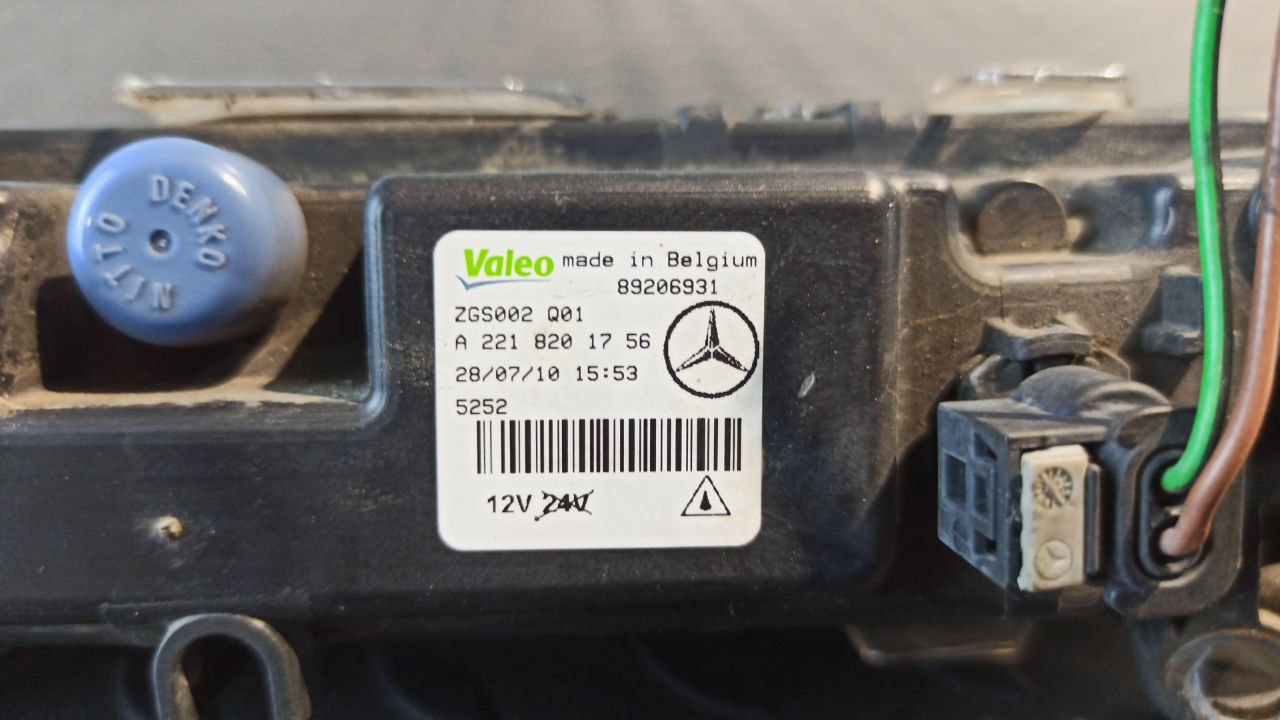 NITTO DENKO
Valeo made in Belgium
89206931
ZGS002 Q01
A 221 820 17 56
28/07/10 15:53
5252
12V 24V